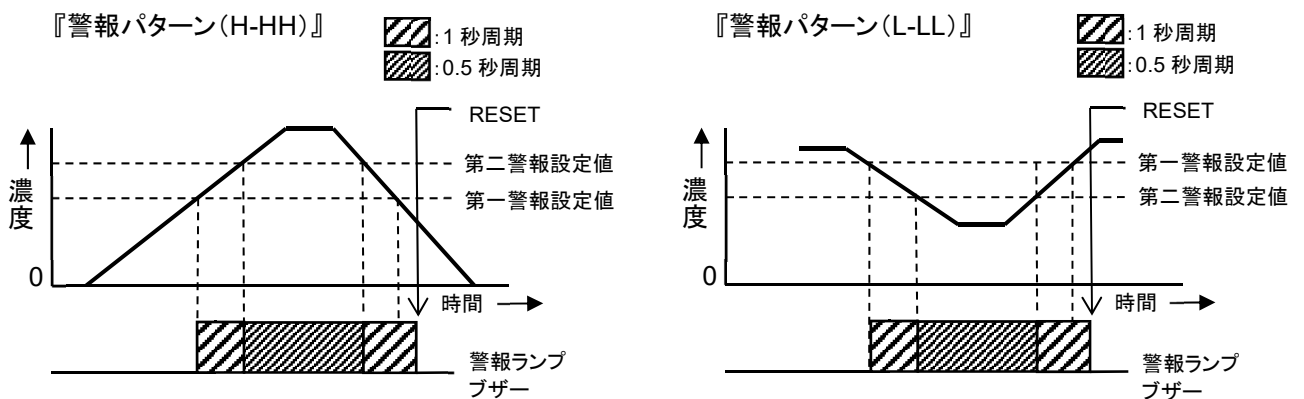 『警報パターン(H-HH)』
:1 秒周期
:0.5 秒周期
RESET
第二警報設定値
第一警報設定値
濃度
0
時間
警報ランプ
ブザー
『警報パターン(L-LL)』
:1 秒周期
:0.5 秒周期
RESET
第一警報設定値
第二警報設定値
濃度
0
時間
警報ランプ
ブザー